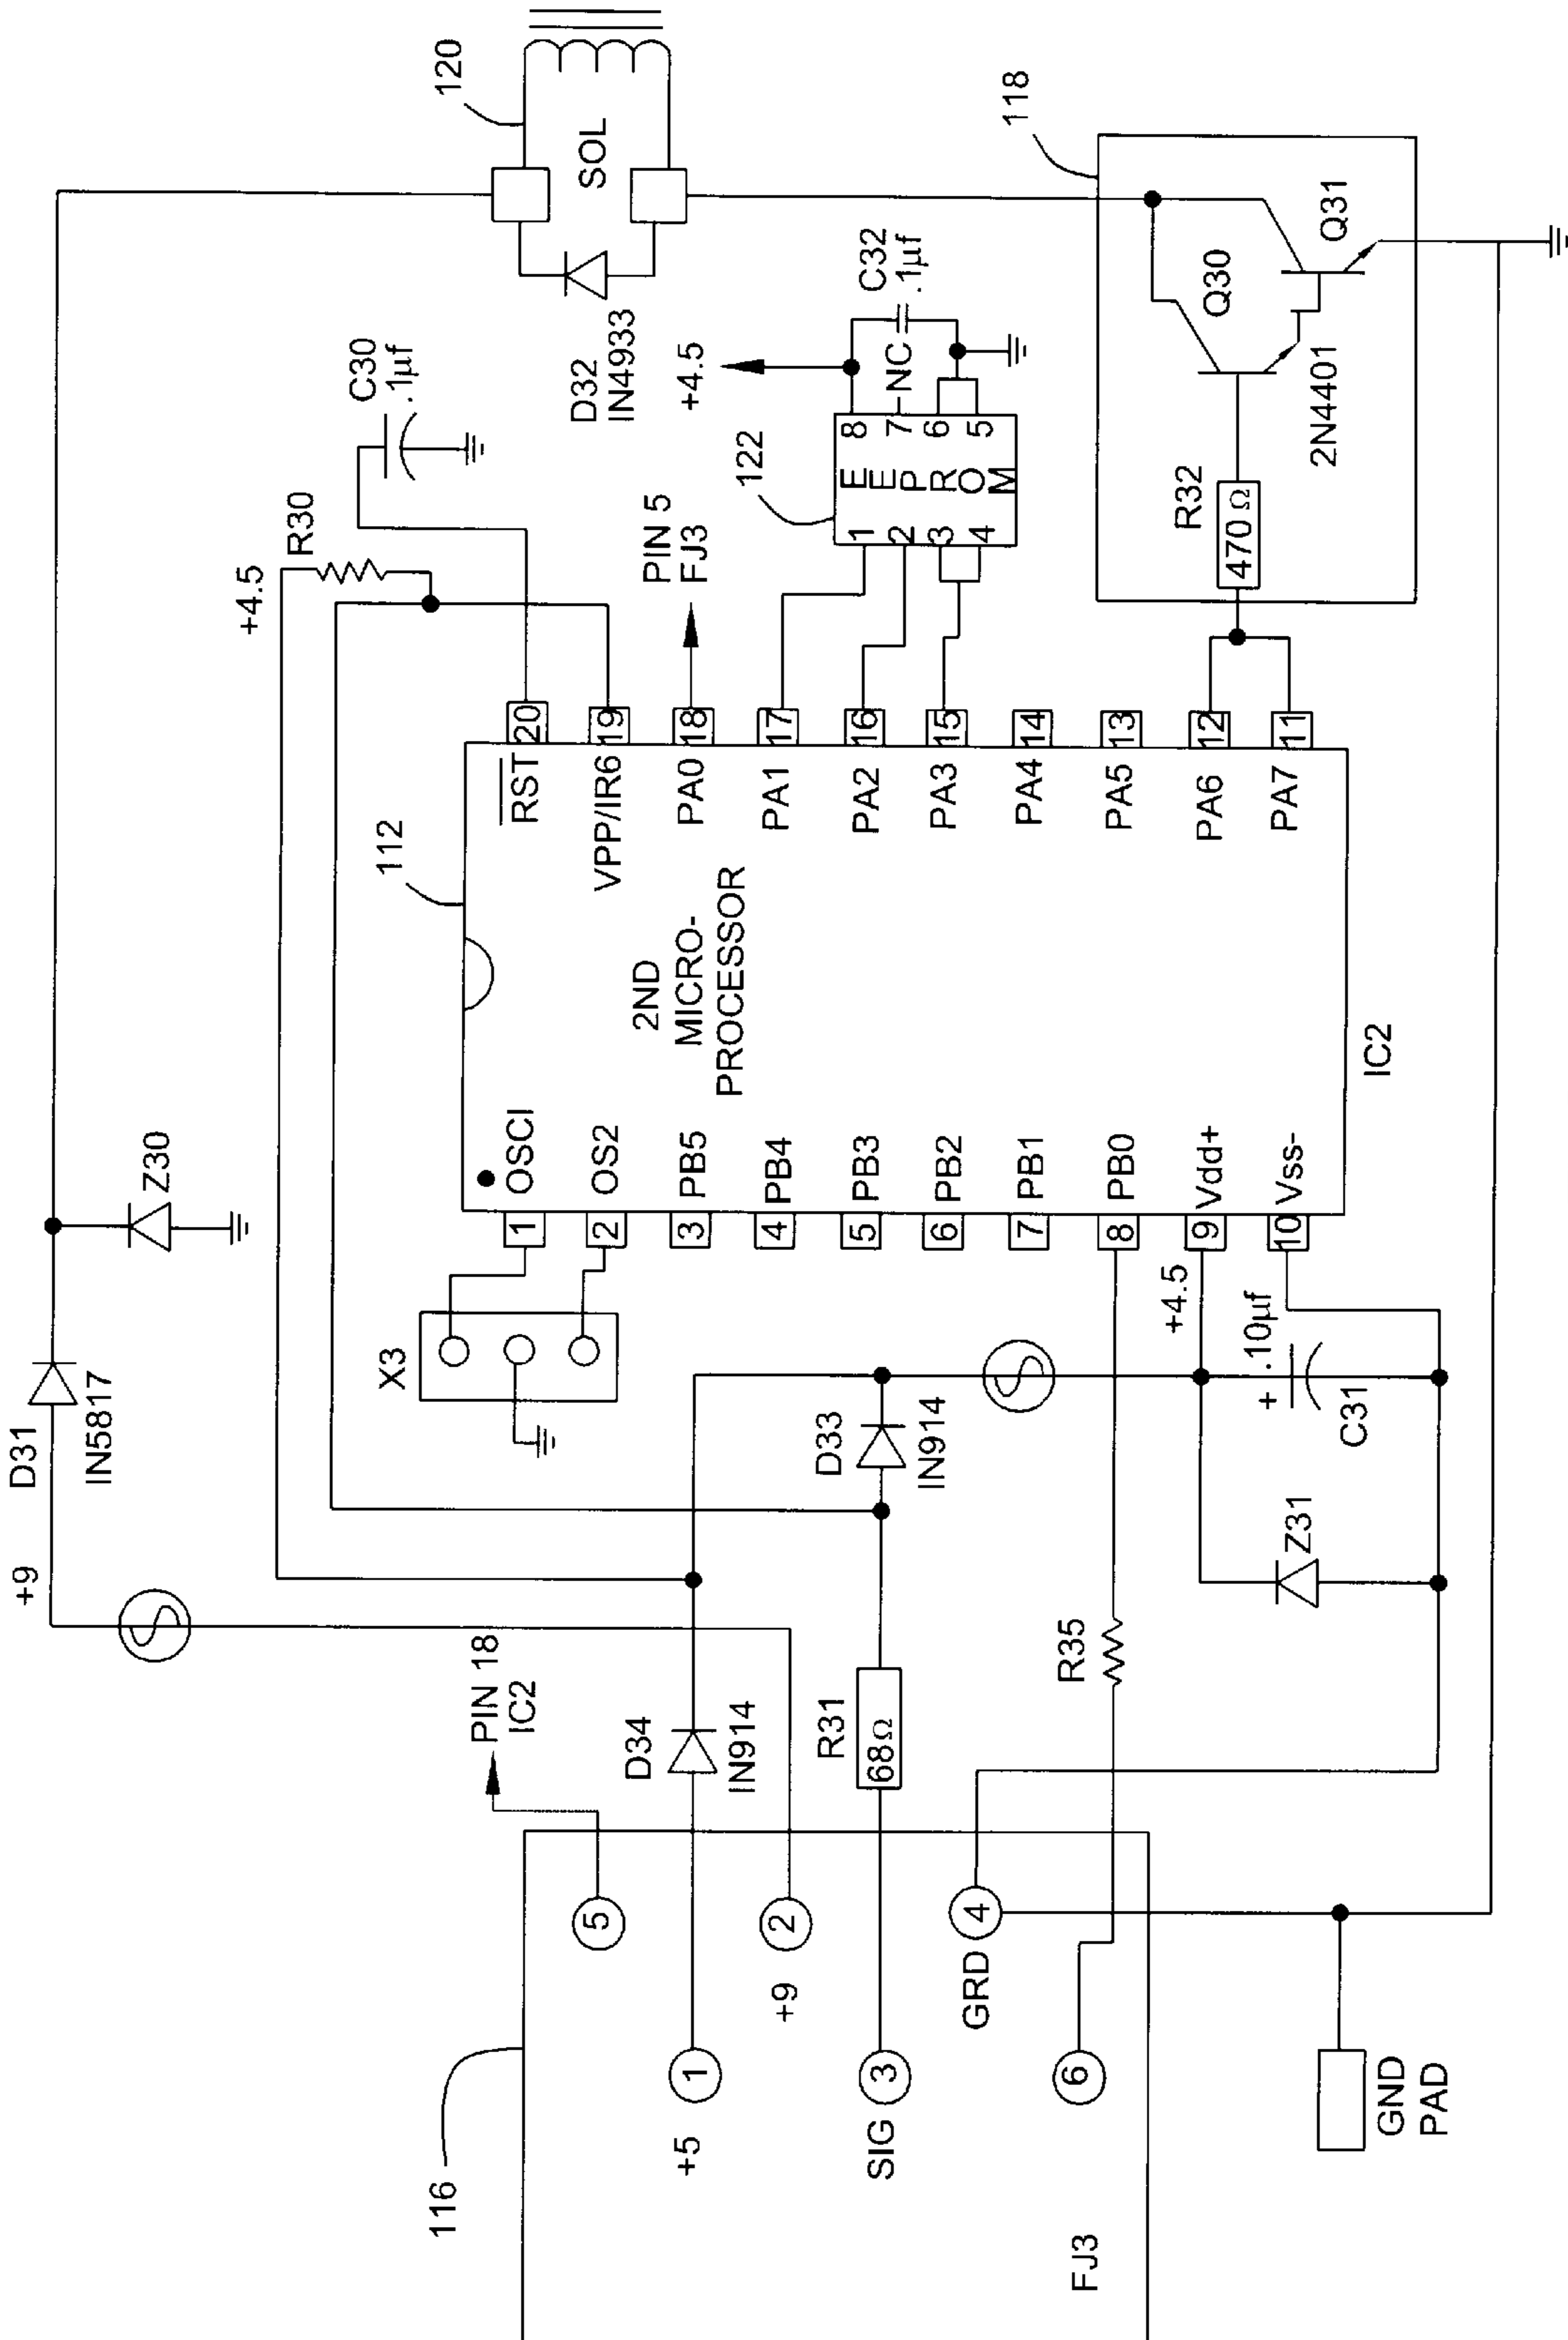 +9
D31
IN5817
Z30
+4.5
R30
C30
.1µf
120
SOL
D32
IN4933
PIN 18
IC2
X3
112
1
OSCI
2
OS2
3
PB5
4
PB4
5
PB3
6
PB2
7
PB1
8
PB0
9
Vdd+
10
Vss-
2ND
MICRO-
PROCESSOR
RST
20
VPP/IR6
19
PA0
18
PA1
17
PA2
16
PA3
15
PA4
14
PA5
13
PA6
12
PA7
11
IC2
PIN 5
FJ3
122
1
2
3
4
EEPROM
8
7
6
5
NC
+4.5
C32
.1µf
118
R32
470 Ω
Q30
Q31
2N4401
116
5
+5
1
D34
IN914
+9
2
SIG
3
R31
68Ω
D33
IN914
GRD
4
6
R35
+4.5
+
.10µf
C31
Z31
FJ3
GND
PAD